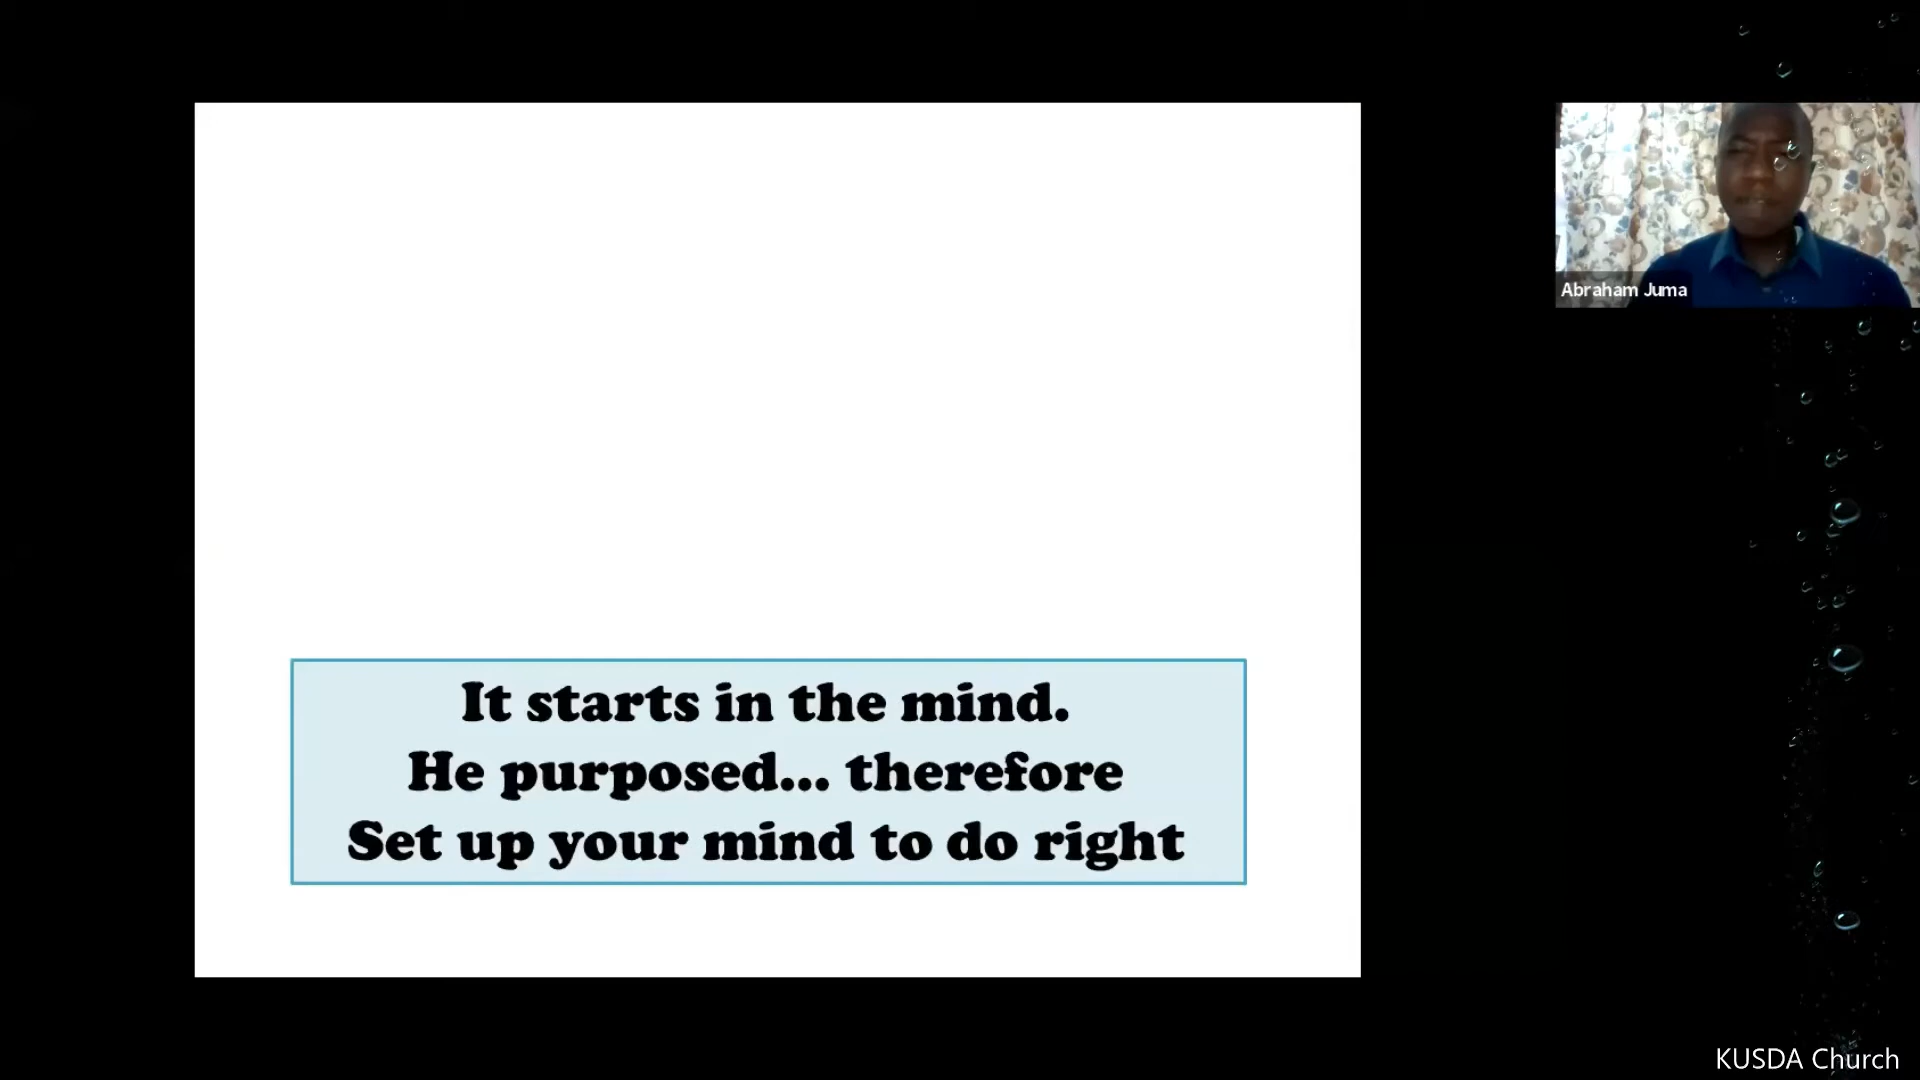 Abraham Juma
It starts in the mind.
He purposed... therefore
Set up your mind to do right
KUSDA Church